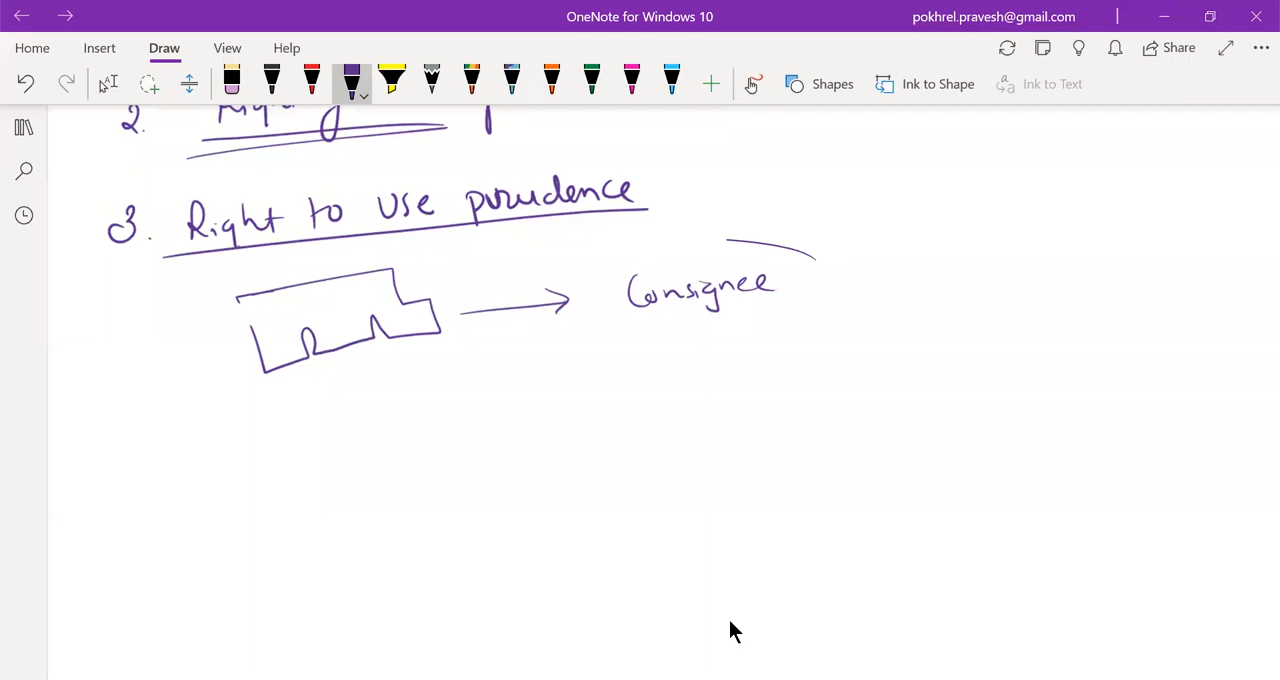 OneNote for Windows 10
pokhrel.pravesh@gmail.com
Home Insert Draw View Help
Share
Shapes Ink to Shape Ink to Text
2.
3. Right to use prudence
Consignee